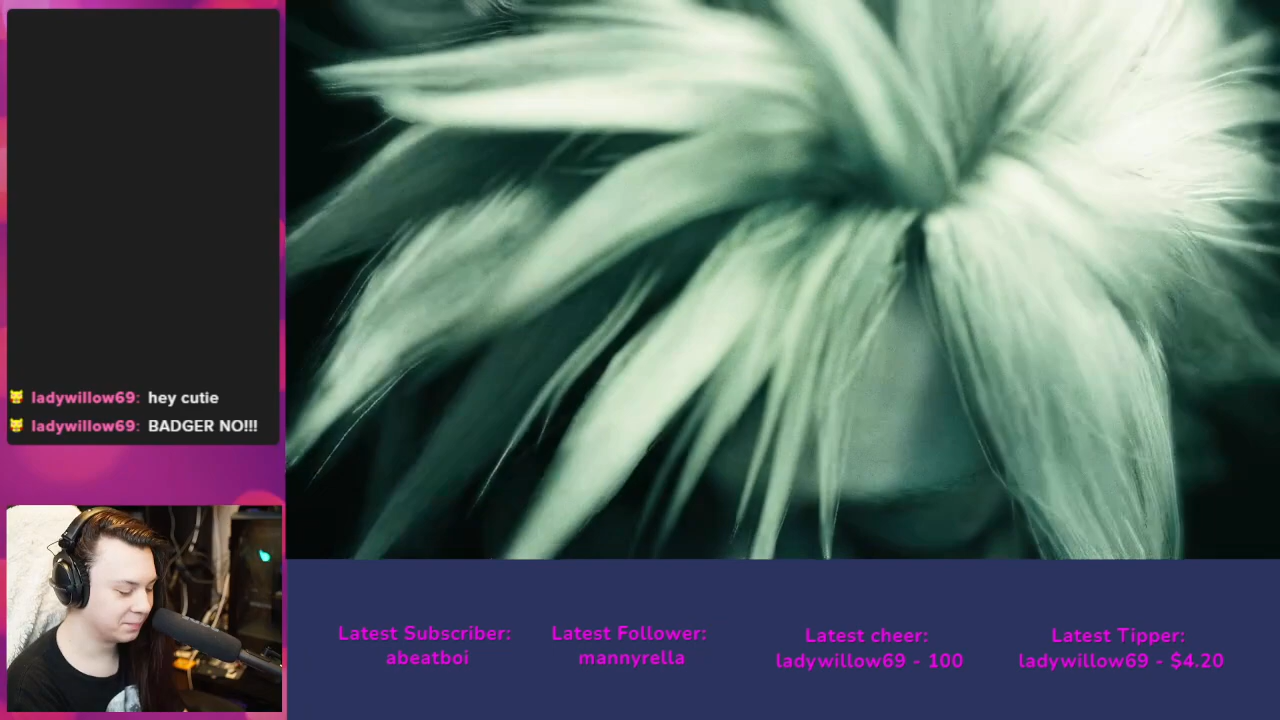 ladywillow69: hey cutie
ladywillow69: BADGER NO!!!
Latest Subscriber:
abeatboi
Latest Follower:
mannyrella
Latest cheer:
ladywillow69 - 100
Latest Tipper:
ladywillow69 - $4.20